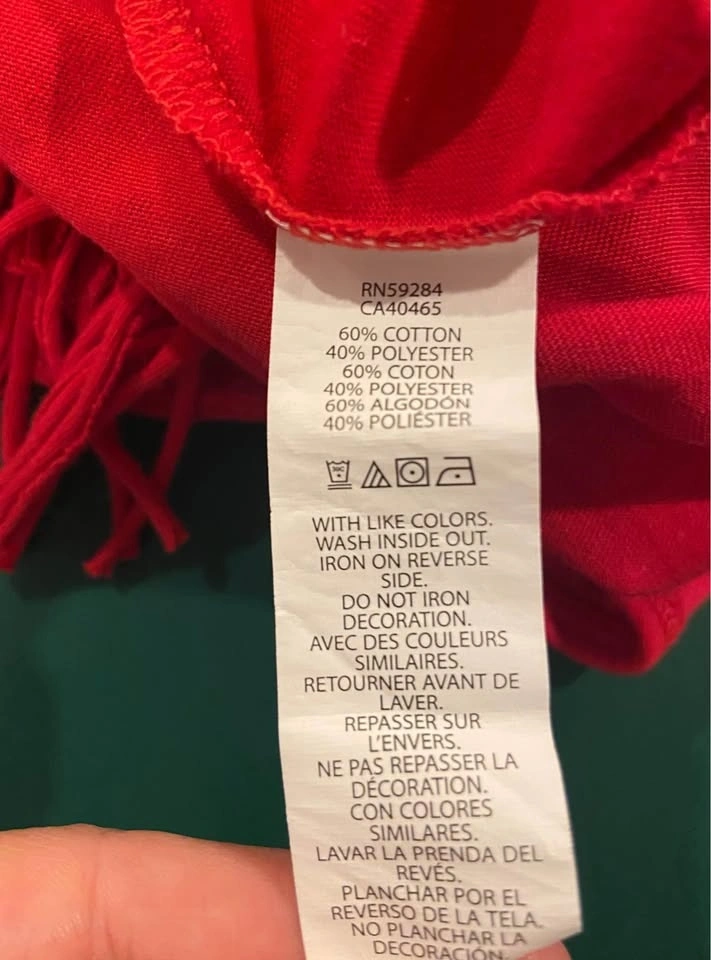 RN59284
CA40465
60% COTTON
40% POLYESTER
60% COTON
40% POLYESTER
60% ALGODÓN
40% POLIÉSTER
30C
WITH LIKE COLORS.
WASH INSIDE OUT.
IRON ON REVERSE
SIDE.
DO NOT IRON
DECORATION.
AVEC DES COULEURS
SIMILAIRES.
RETOURNER AVANT DE
LAVER.
REPASSER SUR
L'ENVERS.
NE PAS REPASSER LA
DÉCORATION.
CON COLORES
SIMILARES.
LAVAR LA PRENDA DEL
REVÉS.
PLANCHAR POR EL
REVERSO DE LA TELA.
NO PLANCHAR LA
DECORACIÓN.